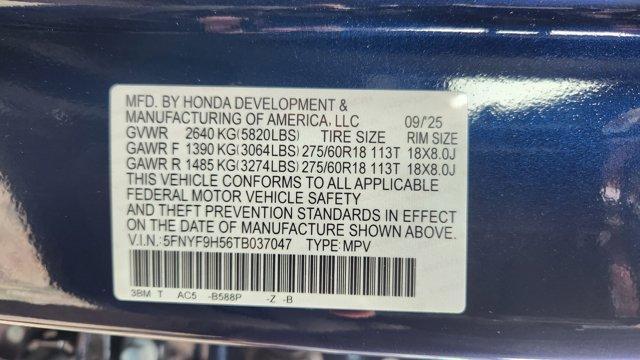 MFD. BY HONDA DEVELOPMENT &
MANUFACTURING OF AMERICA, LLC 09/'25
GVWR 2640 KG(5820LBS) TIRE SIZE RIM SIZE
GAWR F 1390 KG(3064LBS) 275/60R18 113T 18X8.0J
GAWR R 1485 KG(3274LBS) 275/60R18 113T 18X8.0J
THIS VEHICLE CONFORMS TO ALL APPLICABLE
FEDERAL MOTOR VEHICLE SAFETY
AND THEFT PREVENTION STANDARDS IN EFFECT
ON THE DATE OF MANUFACTURE SHOWN ABOVE.
V.I.N.: 5FNYF9H56TB037047 TYPE: MPV
3BM T AC5 -B588P -Z -B